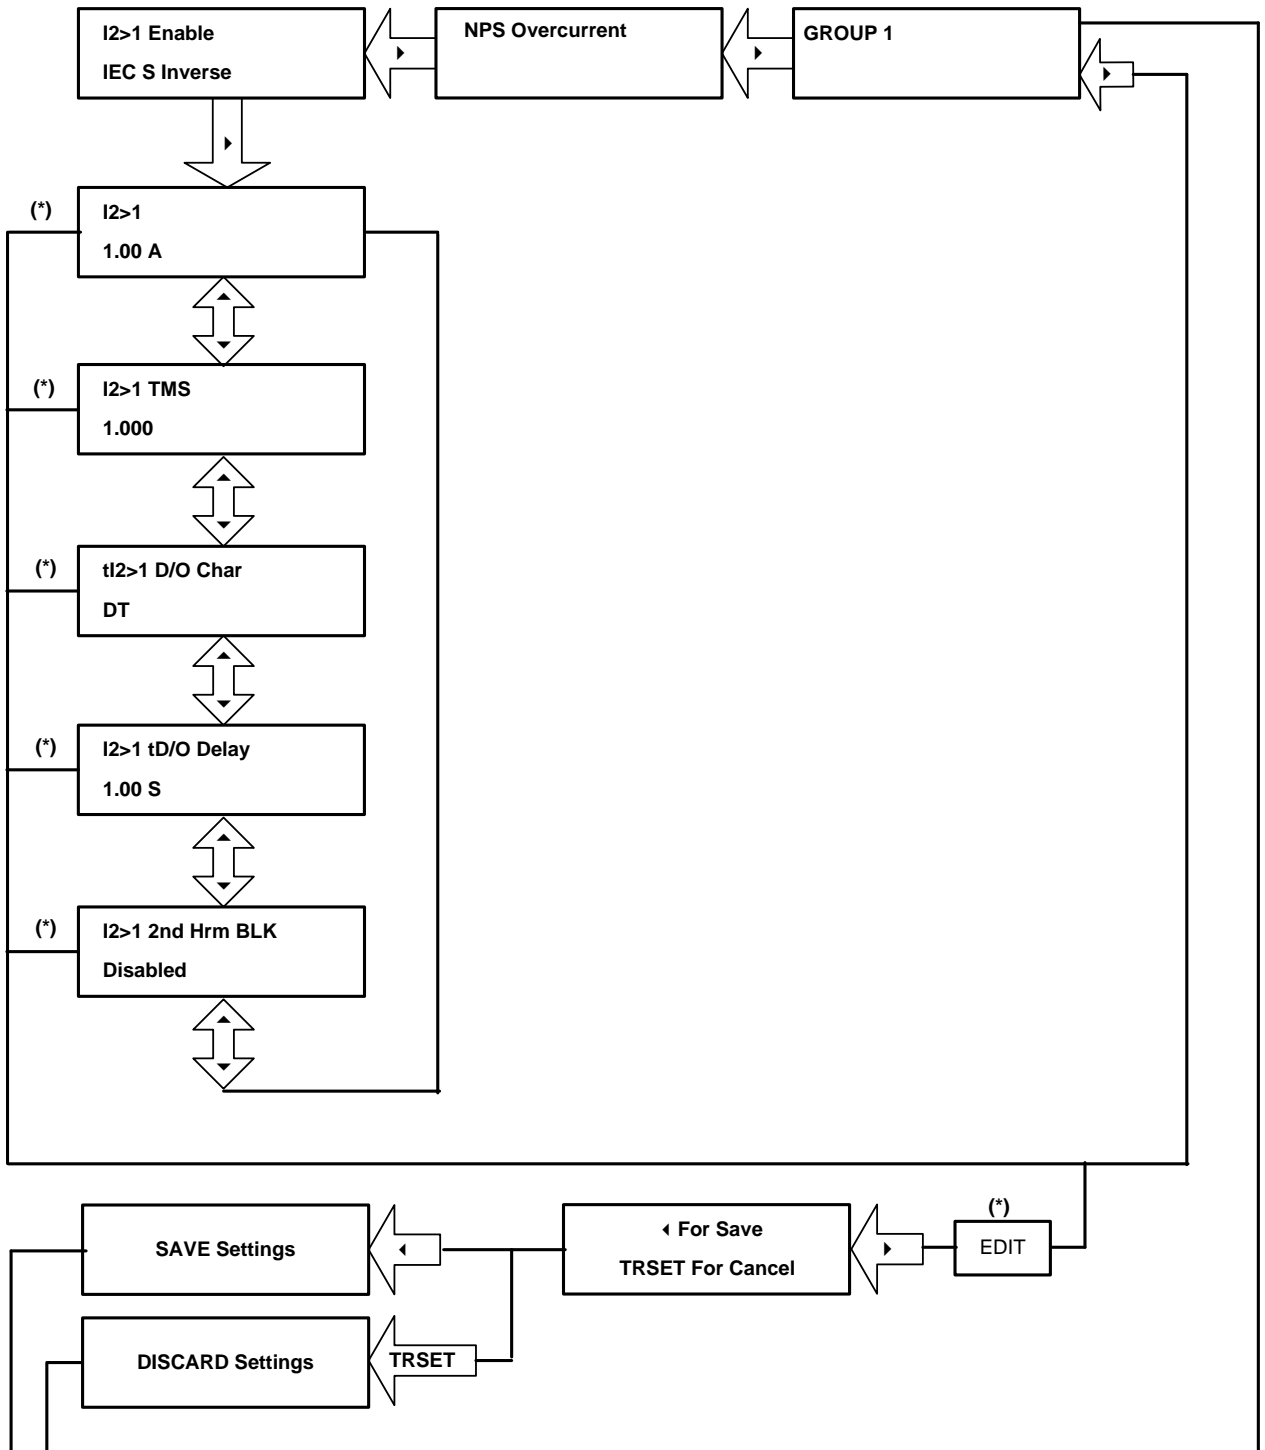 I2>1 Enable
IEC S Inverse
NPS Overcurrent
GROUP 1
(*)
I2>1
1.00 A
(*)
I2>1 TMS
1.000
(*)
tI2>1 D/O Char
DT
(*)
I2>1 tD/O Delay
1.00 S
(*)
I2>1 2nd Hrm BLK
Disabled
SAVE Settings
For Save
TRSET For Cancel
(*)
EDIT
DISCARD Settings
TRSET